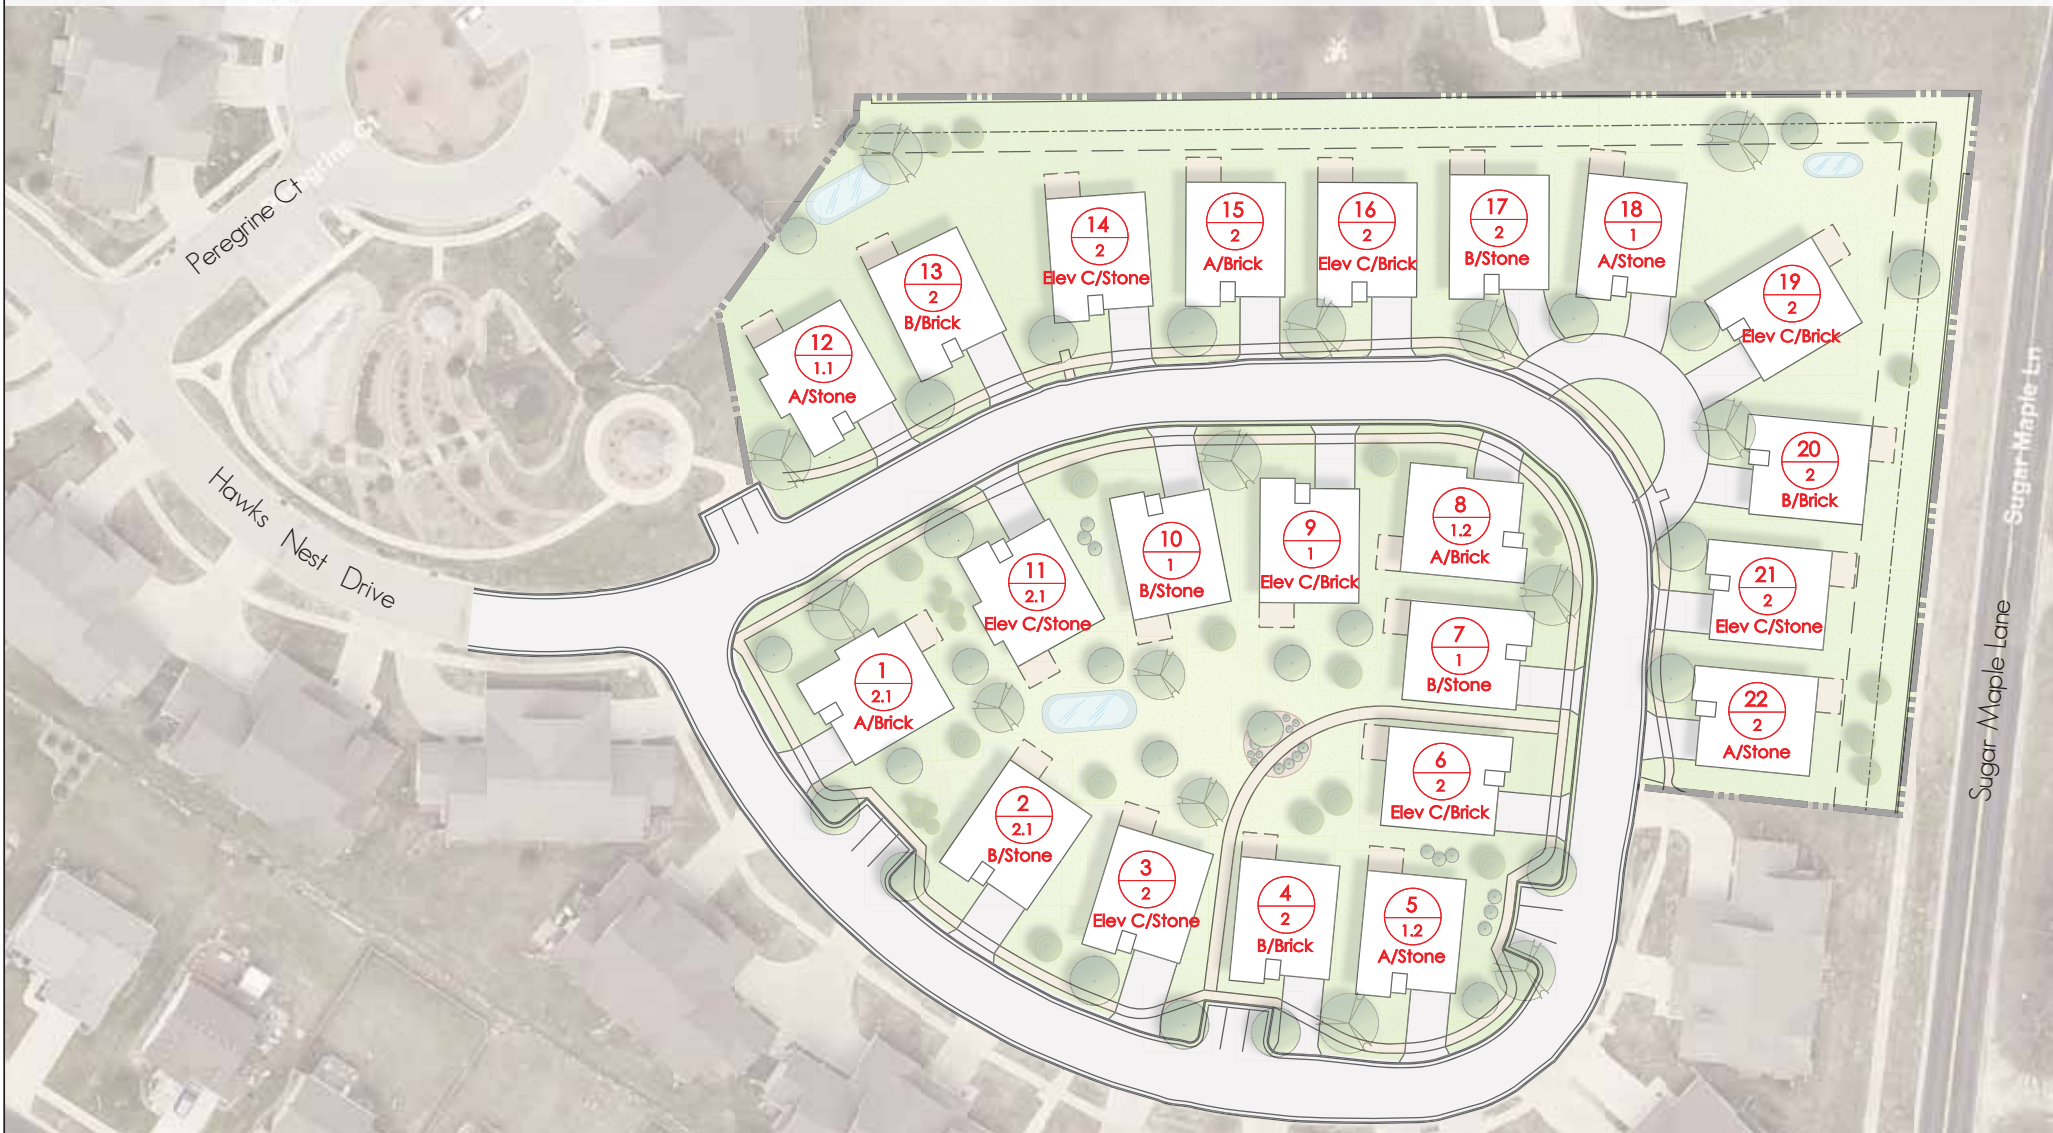 Peregrine Ct
Hawks Nest Drive
Sugar Maple Ln
Sugar Maple Lane
14
2
Elev C/Stone
15
2
A/Brick
16
2
Elev C/Brick
17
2
B/Stone
18
1
A/Stone
19
2
Elev C/Brick
13
2
B/Brick
12
1.1
A/Stone
20
2
B/Brick
21
2
Elev C/Stone
22
2
A/Stone
11
2.1
Elev C/Stone
10
1
B/Stone
9
1
Elev C/Brick
8
1.2
A/Brick
7
1
B/Stone
6
2
Elev C/Brick
1
2.1
A/Brick
2
2.1
B/Stone
3
2
Elev C/Stone
4
2
B/Brick
5
1.2
A/Stone